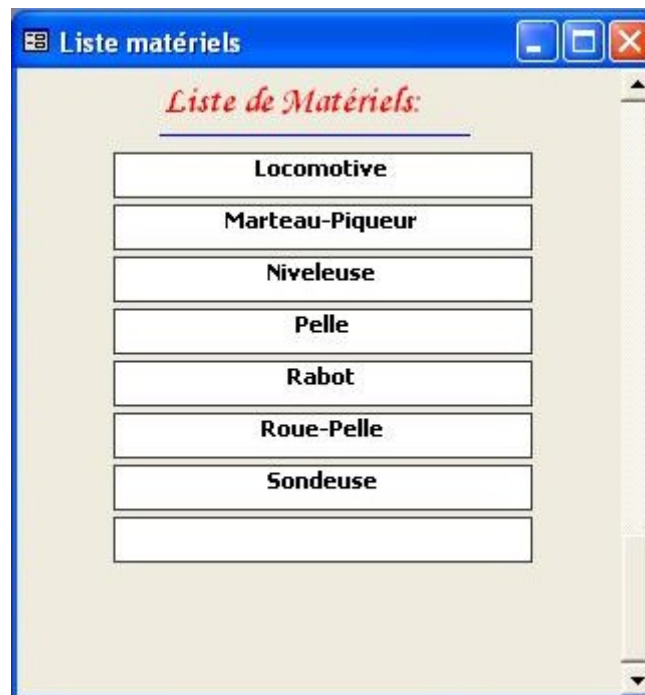 Liste matériels
Liste de Matériels:
Locomotive
Marteau-Piqueur
Niveleuse
Pelle
Rabot
Roue-Pelle
Sondeuse